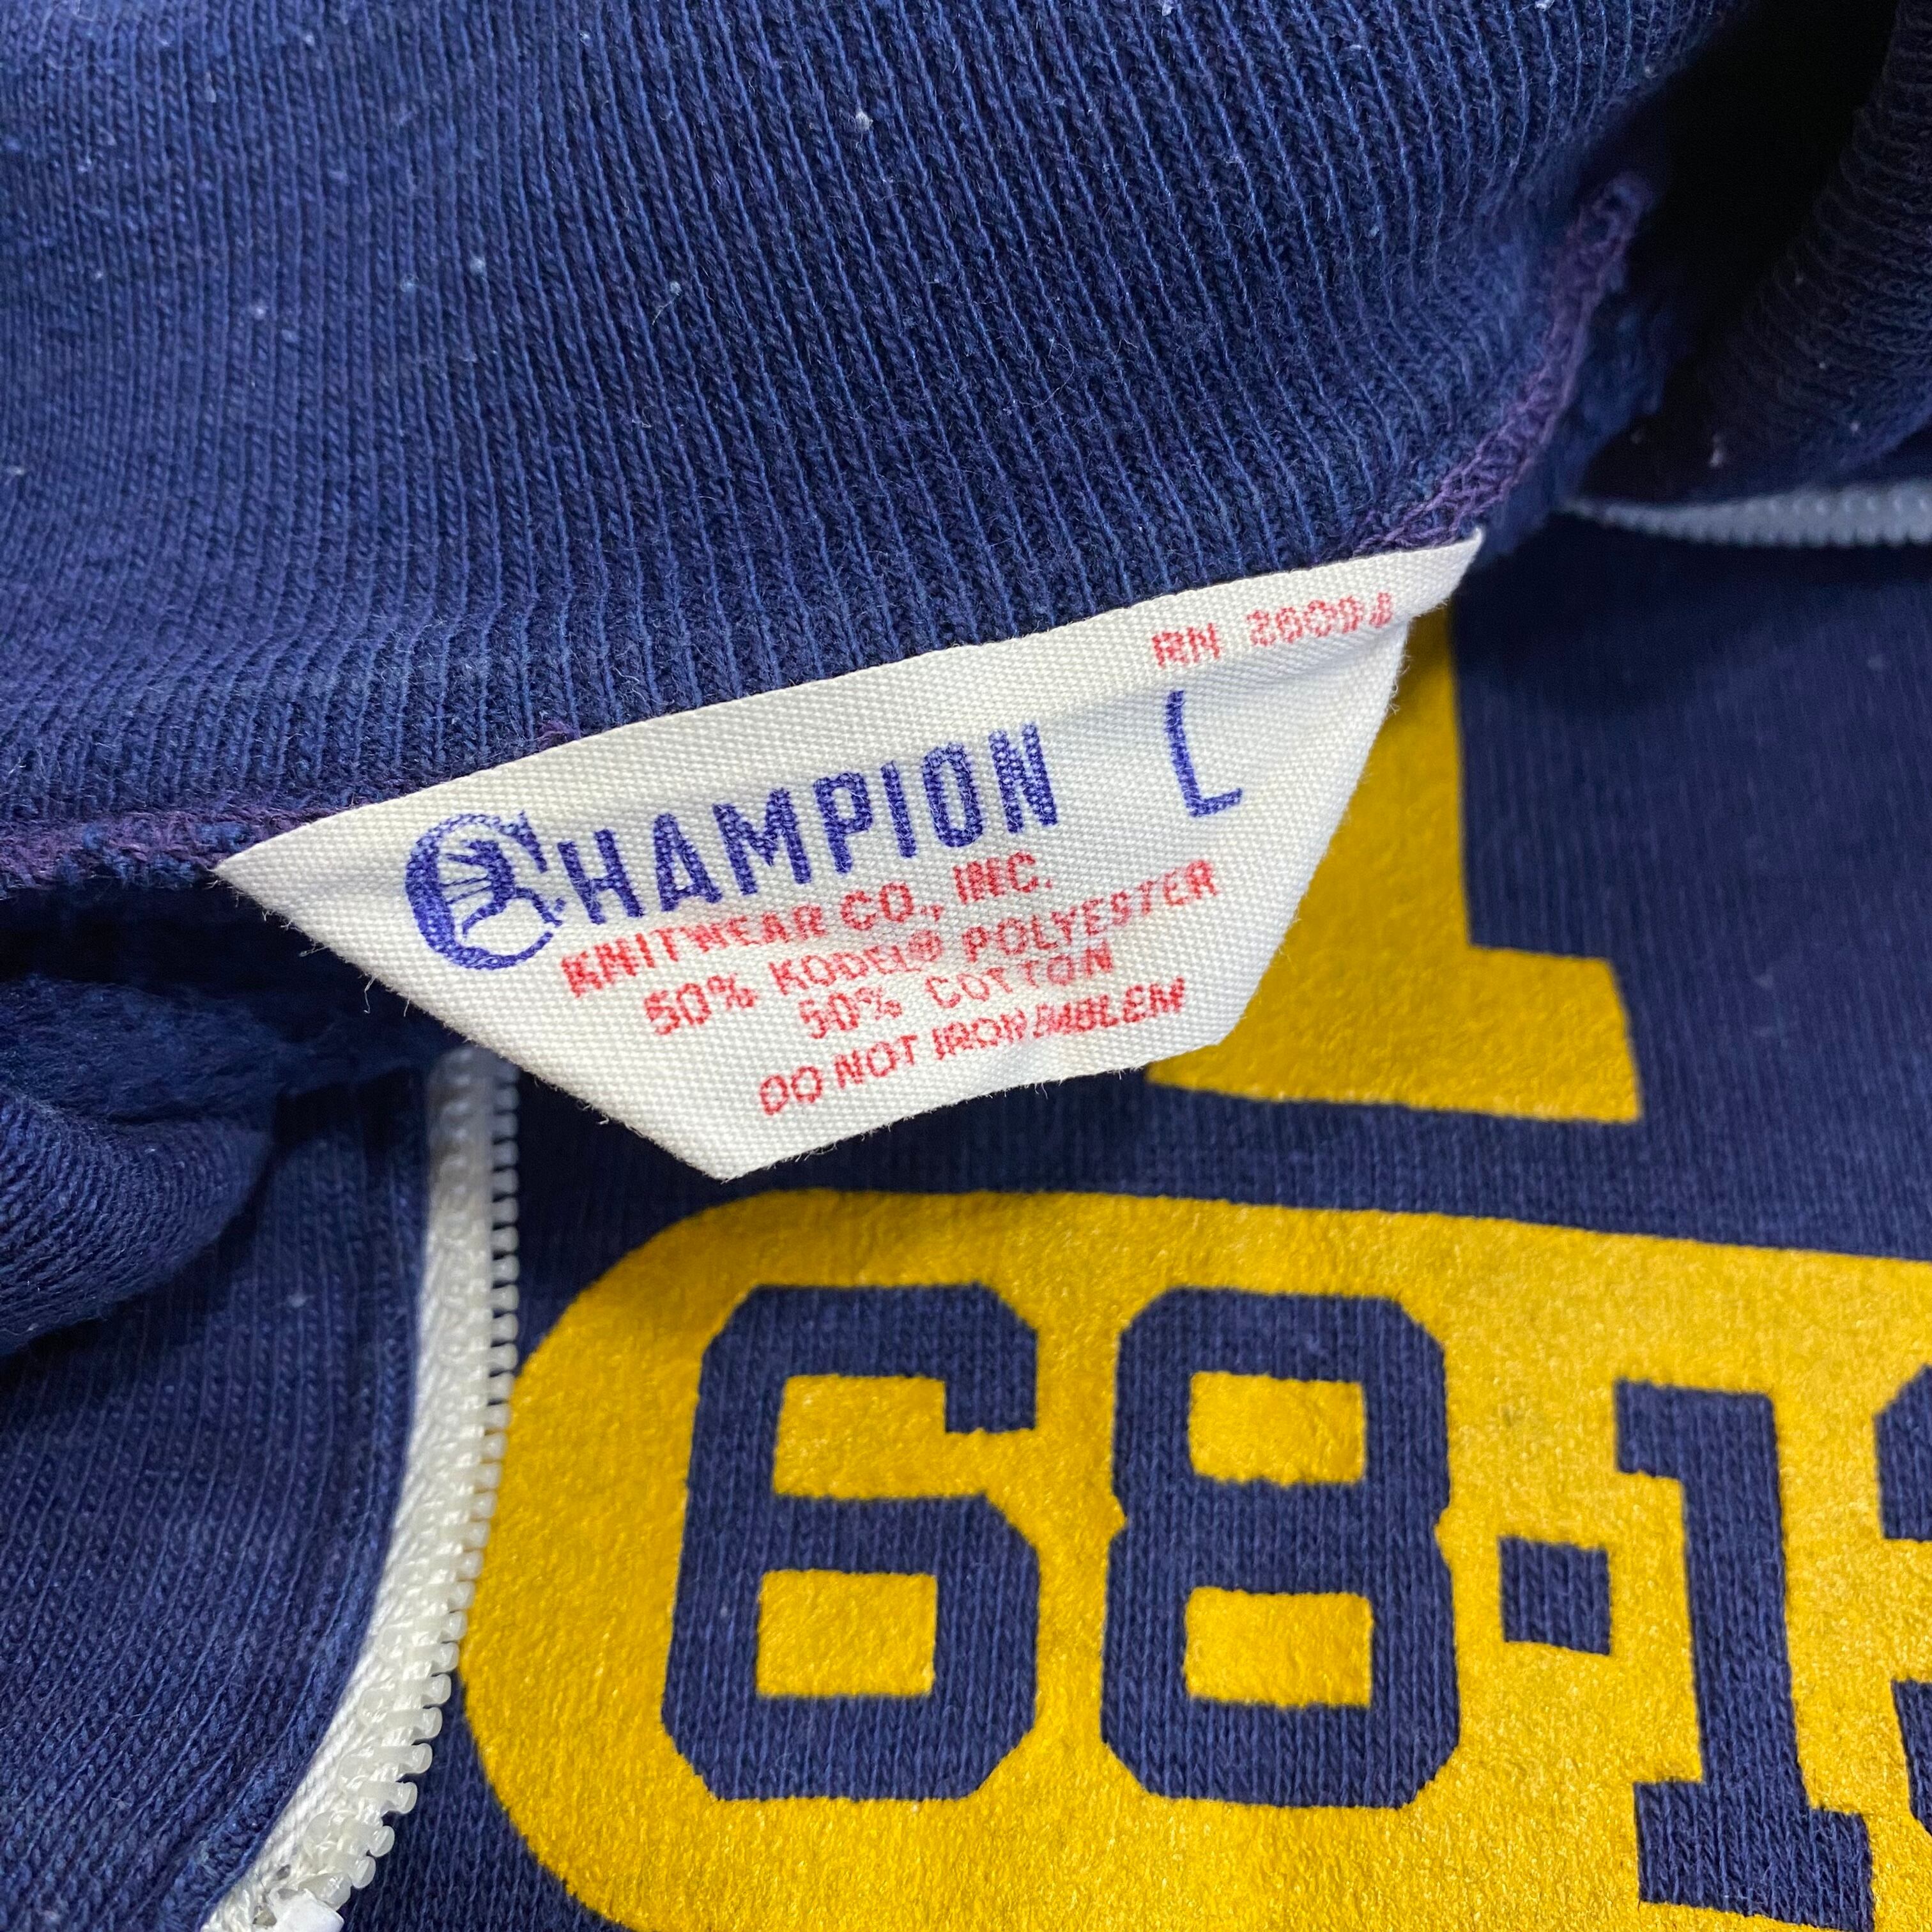 RN 26094
CHAMPION L
KNITWEAR CO., INC.
50% KODEL® POLYESTER
50% COTTON
DO NOT IRON EMBLEM
68·1